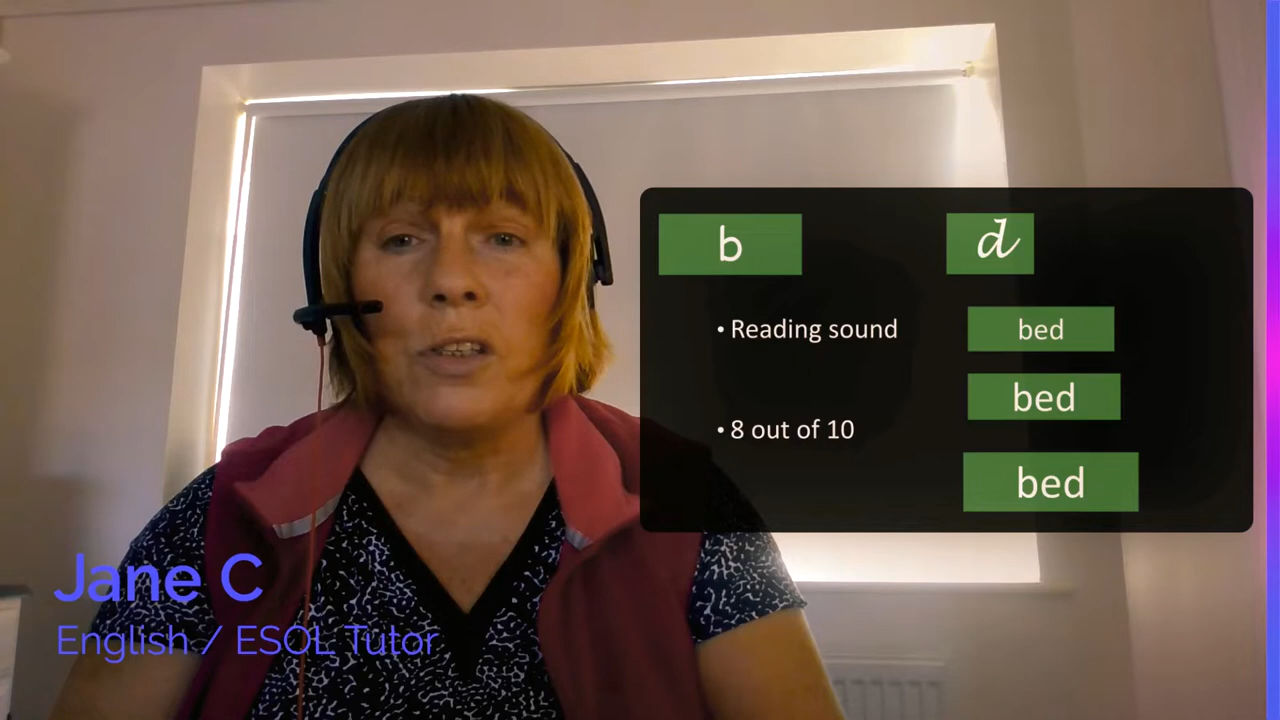 b
d
• Reading sound
bed
bed
• 8 out of 10
bed
Jane C
English / ESOL Tutor